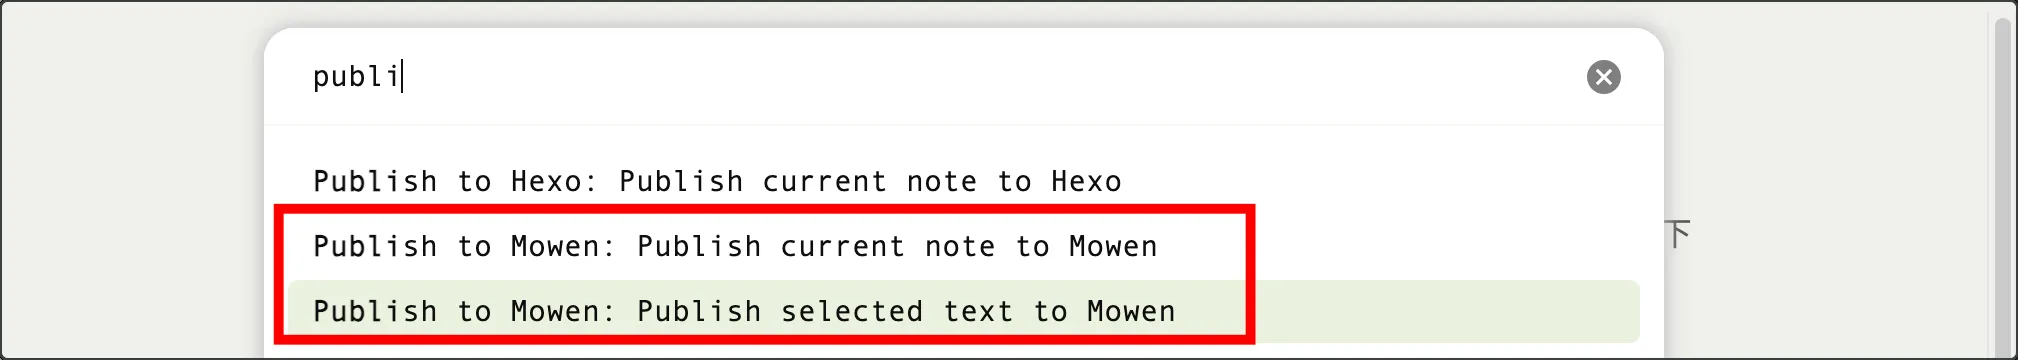 publi
Publish to Hexo: Publish current note to Hexo
Publish to Mowen: Publish current note to Mowen
下
Publish to Mowen: Publish selected text to Mowen